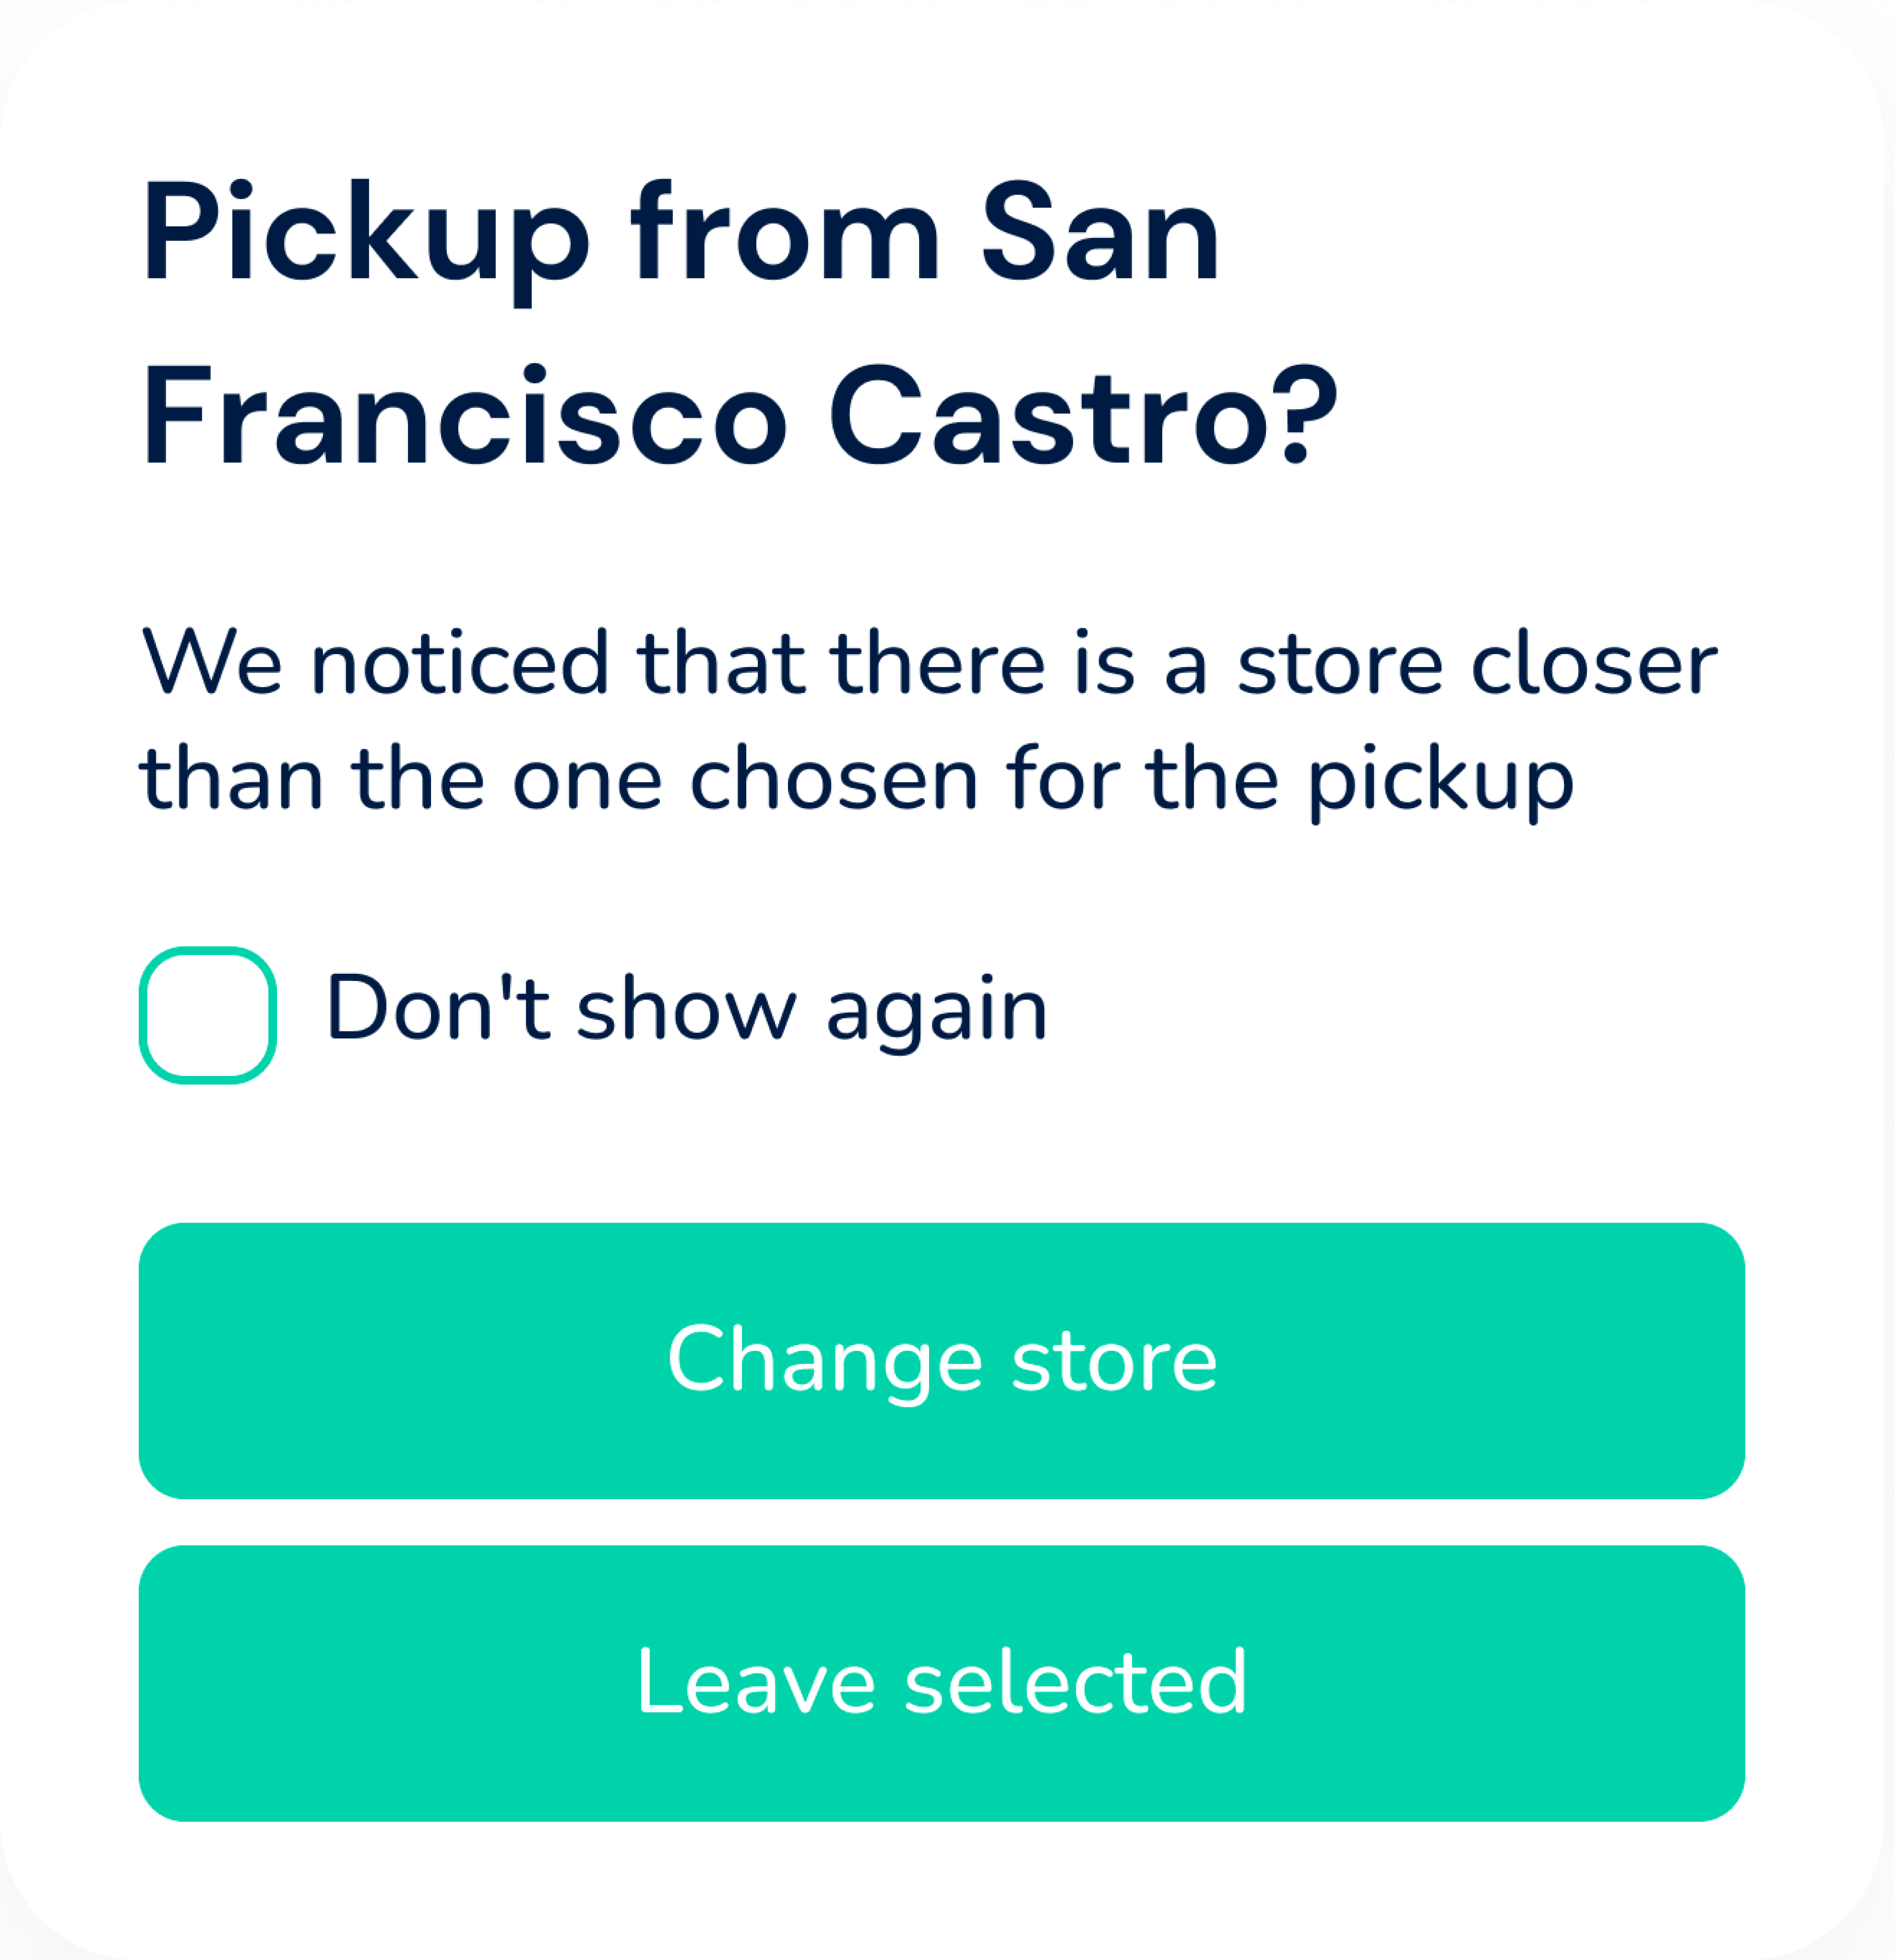 Pickup from San
Francisco Castro?
We noticed that there is a store closer
than the one chosen for the pickup
Don't show again
Change store
Leave selected